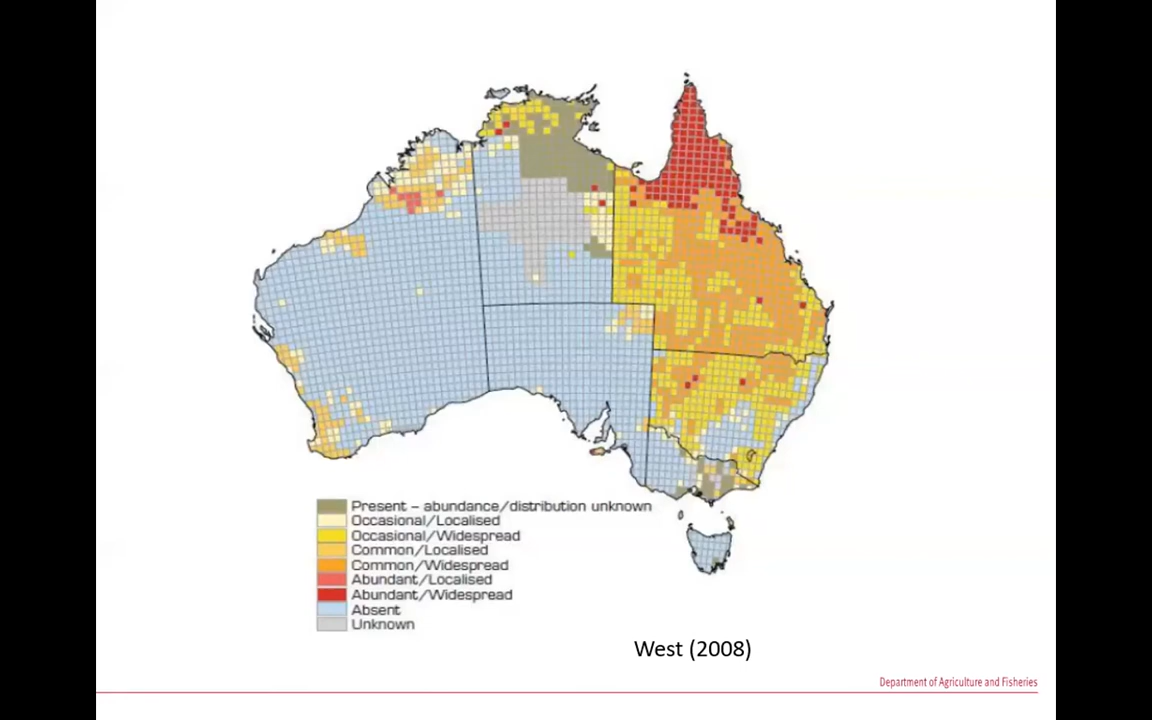 Present – abundance/distribution unknown
Occasional/Localised
Occasional/Widespread
Common/Localised
Common/Widespread
Abundant/Localised
Abundant/Widespread
Absent
Unknown
West (2008)
Department of Agriculture and Fisheries